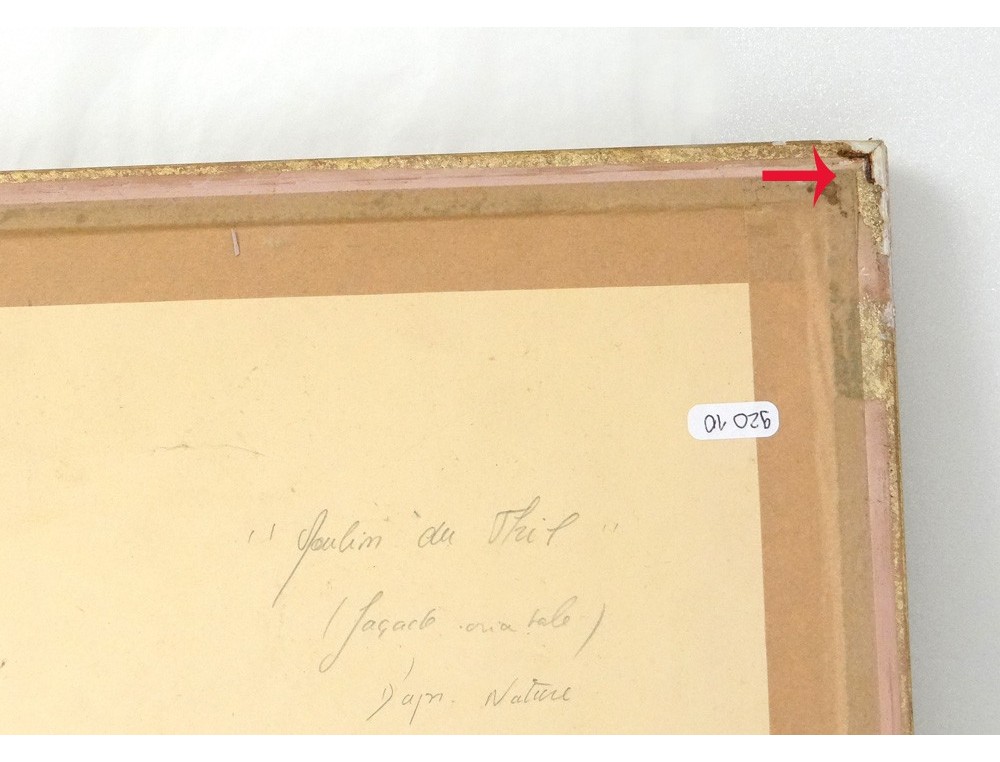 920 10
" Moulin du Thil "
(façade orientale)
D'apr. Nature